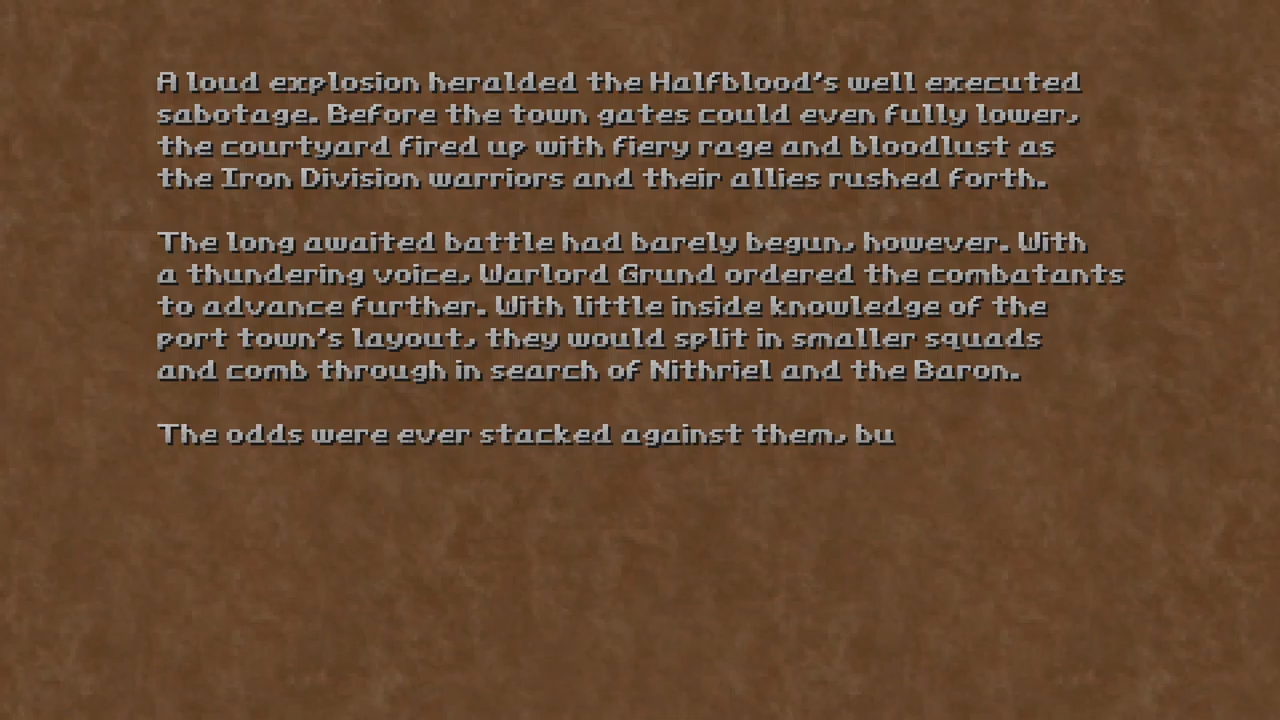 A loud explosion heralded the Halfblood's well executed
sabotage. Before the town gates could even fully lower,
the courtyard fired up with fiery rage and bloodlust as
the Iron Division warriors and their allies rushed forth.
The long awaited battle had barely begun, however. With
a thundering voice, Warlord Grund ordered the combatants
to advance further. With little inside knowledge of the
port town's layout, they would split in smaller squads
and comb through in search of Nithriel and the Baron.
The odds were ever stacked against them, bu